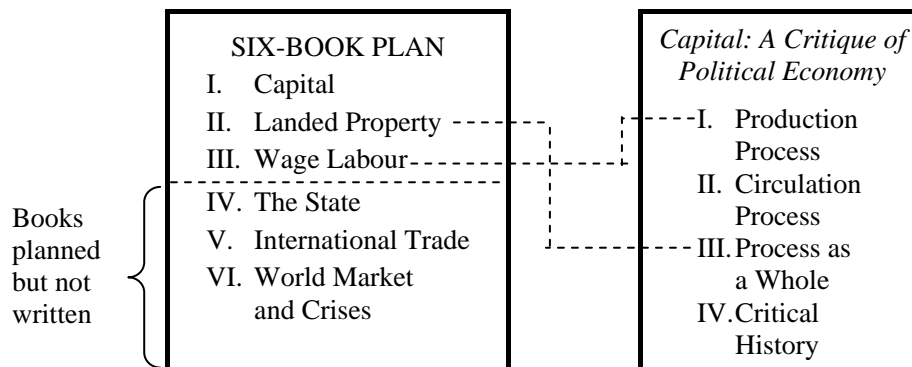 SIX-BOOK PLAN
I. Capital
II. Landed Property
III. Wage Labour
IV. The State
V. International Trade
VI. World Market
and Crises
Books
planned
but not
written
Capital: A Critique of
Political Economy
I. Production
Process
II. Circulation
Process
III. Process as
a Whole
IV. Critical
History